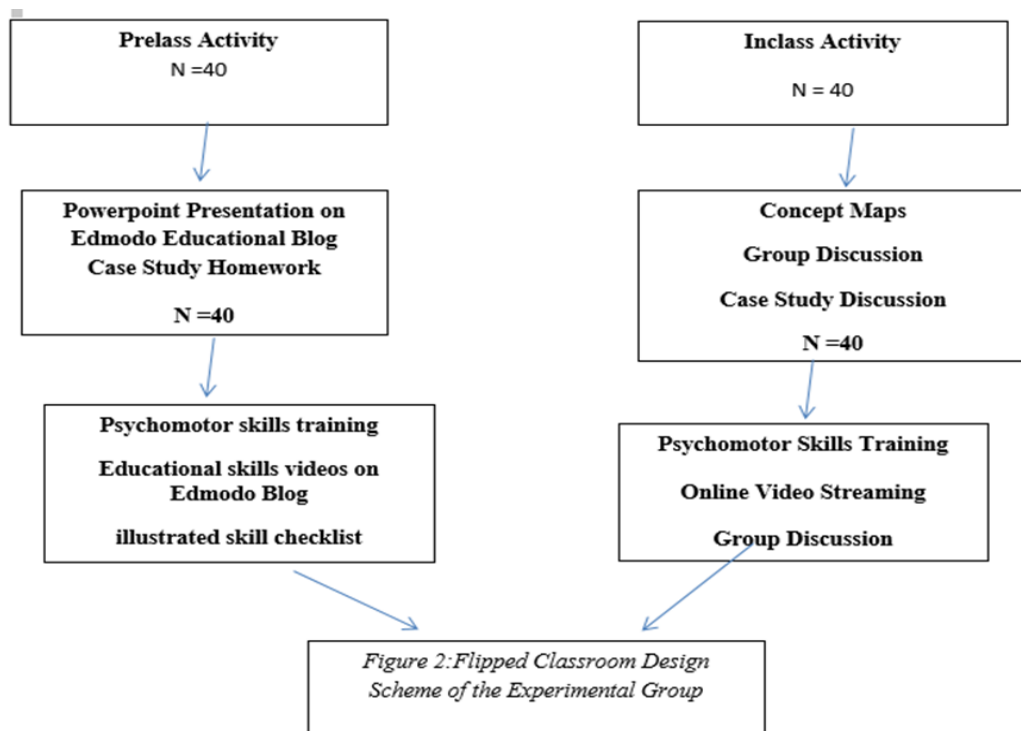 Prelass Activity
N =40
Powerpoint Presentation on
Edmodo Educational Blog
Case Study Homework
N =40
Psychomotor skills training
Educational skills videos on
Edmodo Blog
illustrated skill checklist
Inclass Activity
N = 40
Concept Maps
Group Discussion
Case Study Discussion
N =40
Psychomotor Skills Training
Online Video Streaming
Group Discussion
Figure 2:Flipped Classroom Design
Scheme of the Experimental Group